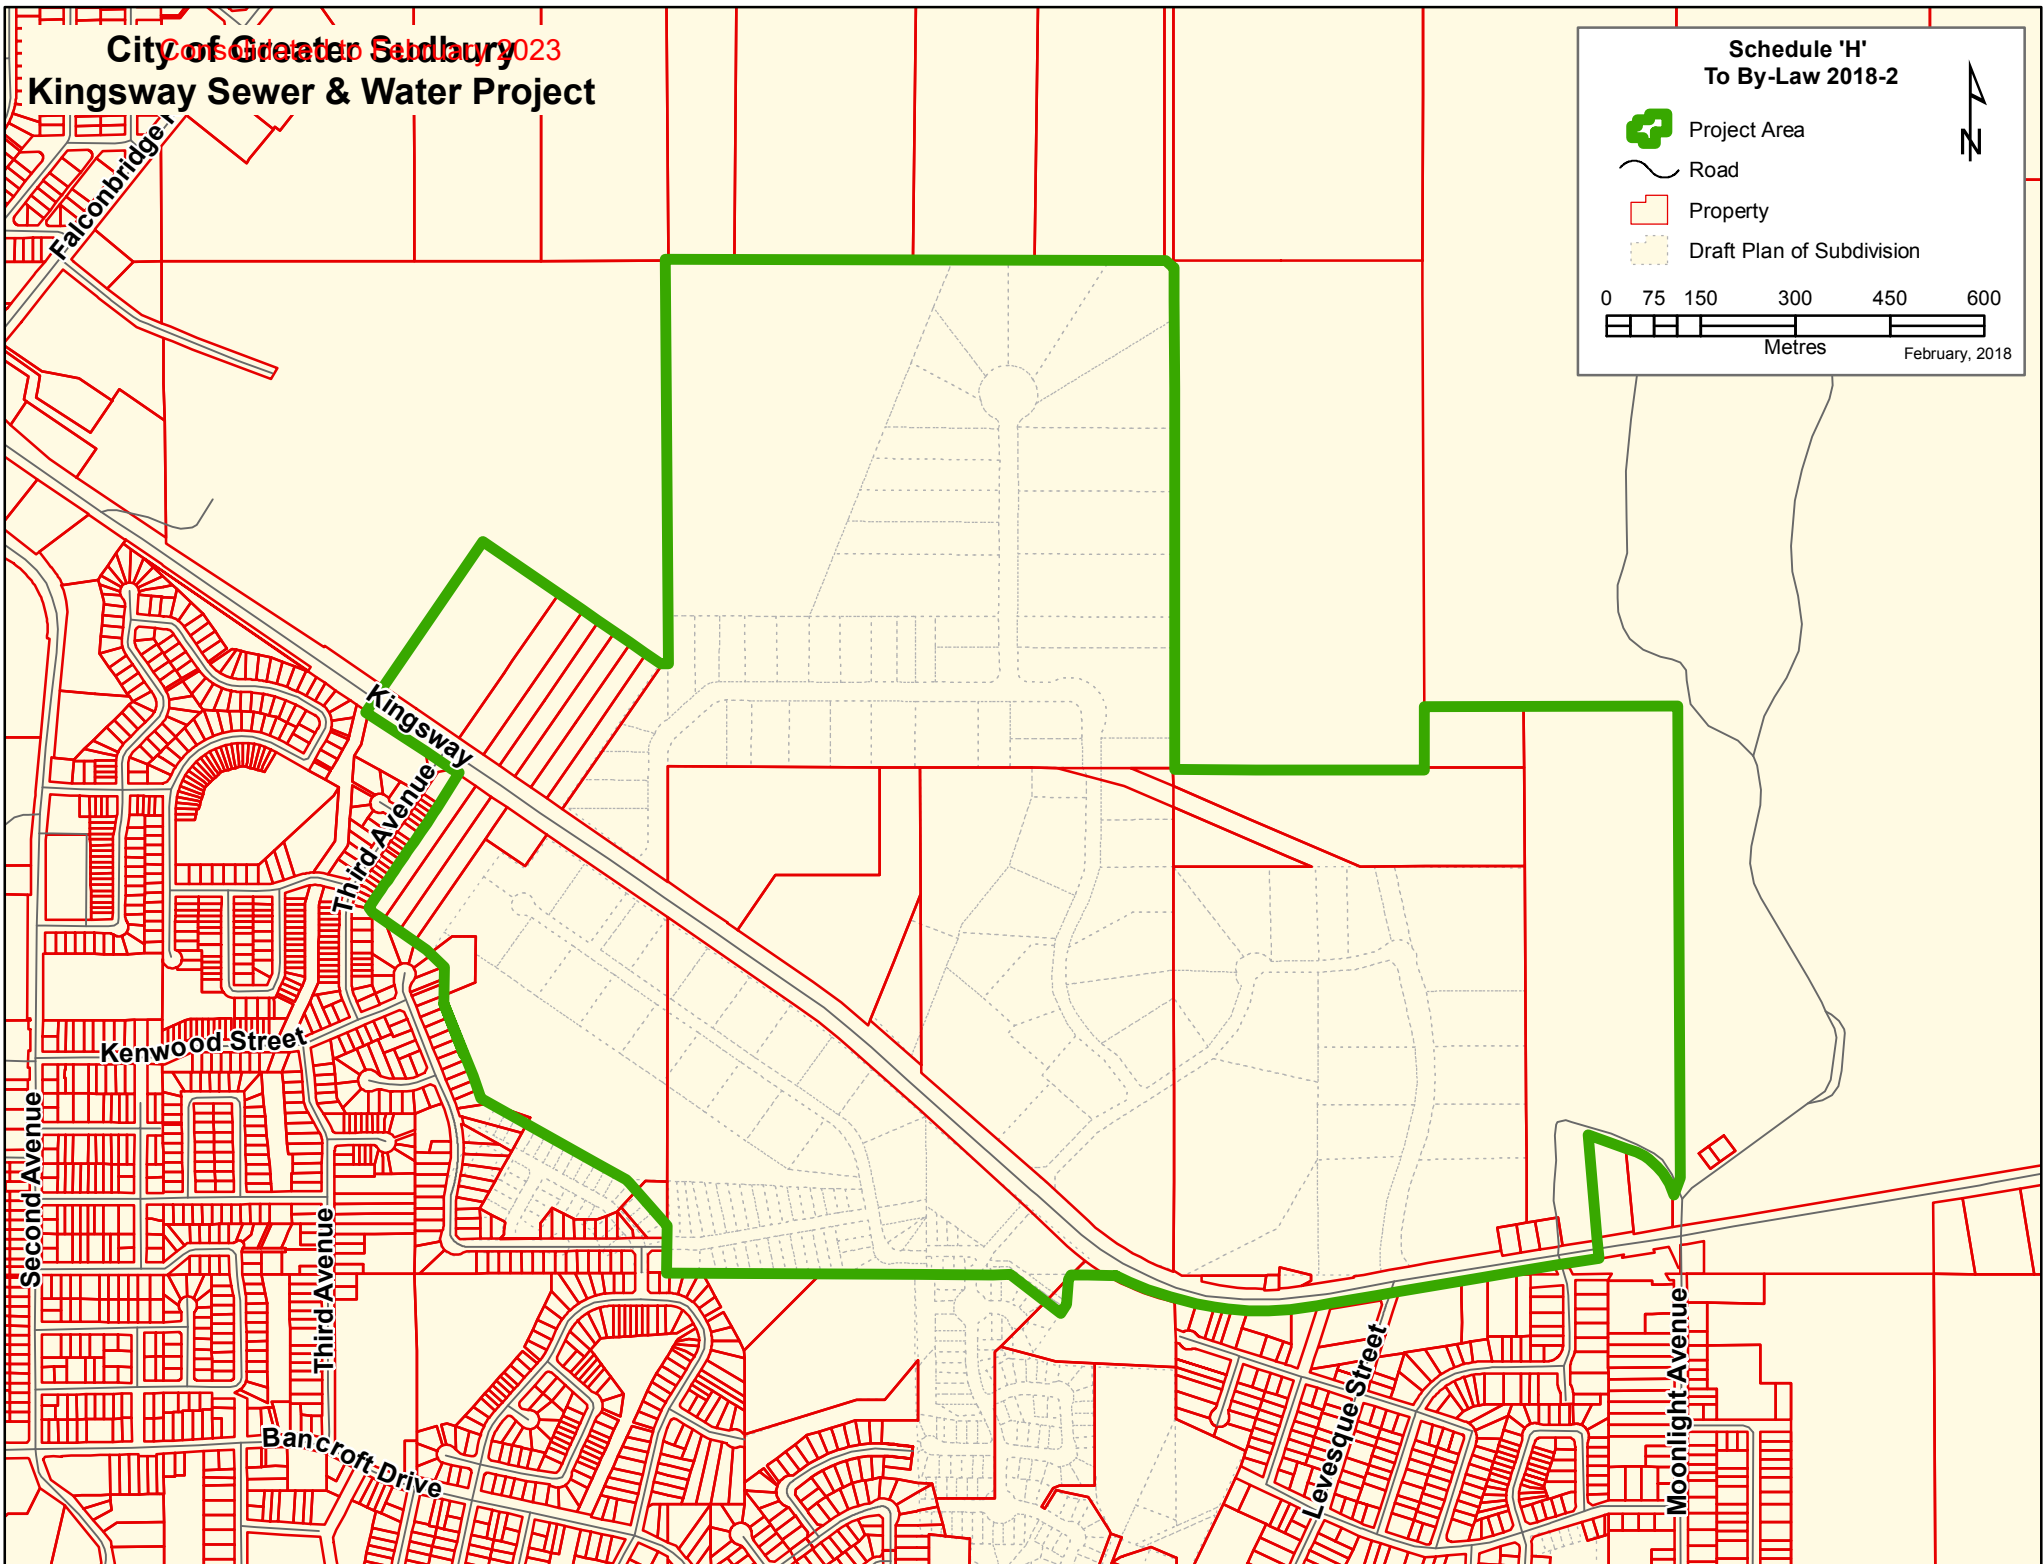 City of Greater Sudbury
Consolidated to February 2023
Kingsway Sewer & Water Project
Schedule 'H'
To By-Law 2018-2
N
Project Area
Road
Property
Draft Plan of Subdivision
0 75 150 300 450 600
Metres
February, 2018
Falconbridge
Kingsway
Third Avenue
Kenwood Street
Second Avenue
Third Avenue
Bancroft Drive
Levesque Street
Moonlight Avenue